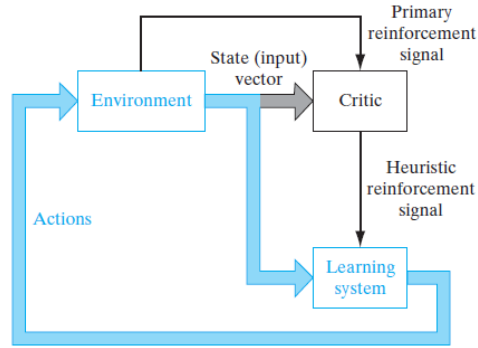 Primary
reinforcement
signal
State (input)
vector
Environment
Critic
Heuristic
reinforcement
signal
Actions
Learning
system